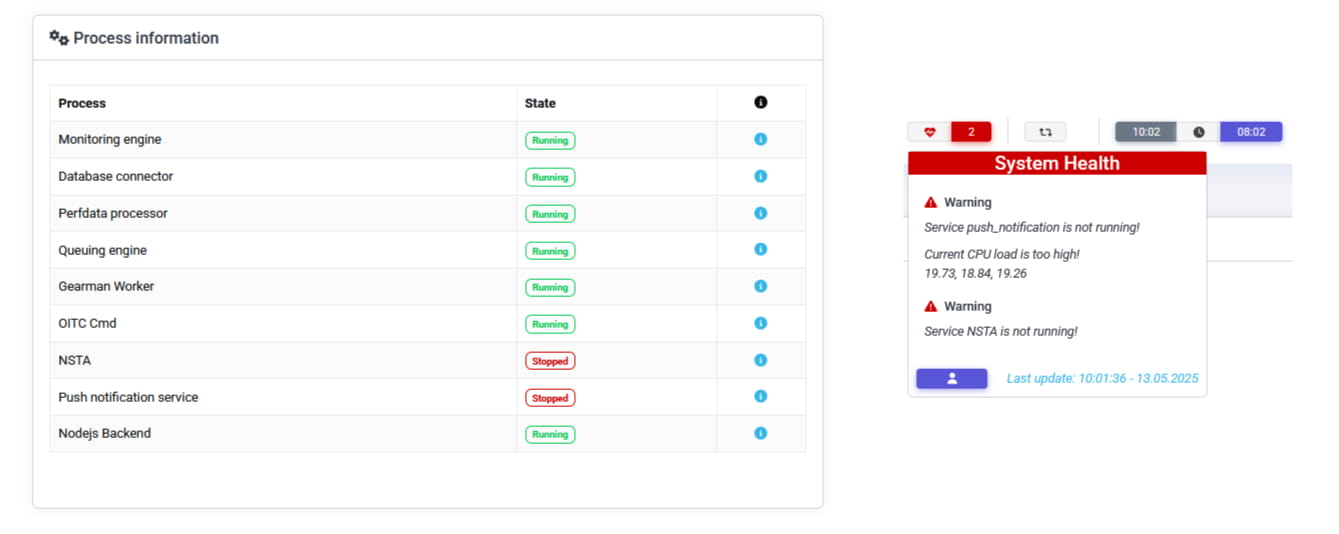 Process information
Process State
Monitoring engine Running
Database connector Running
Perfdata processor Running
Queuing engine Running
Gearman Worker Running
OITC Cmd Running
NSTA Stopped
Push notification service Stopped
Nodejs Backend Running
2 10:02 08:02
System Health
Warning
Service push_notification is not running!
Current CPU load is too high!
19.73, 18.84, 19.26
Warning
Service NSTA is not running!
Last update: 10:01:36 - 13.05.2025